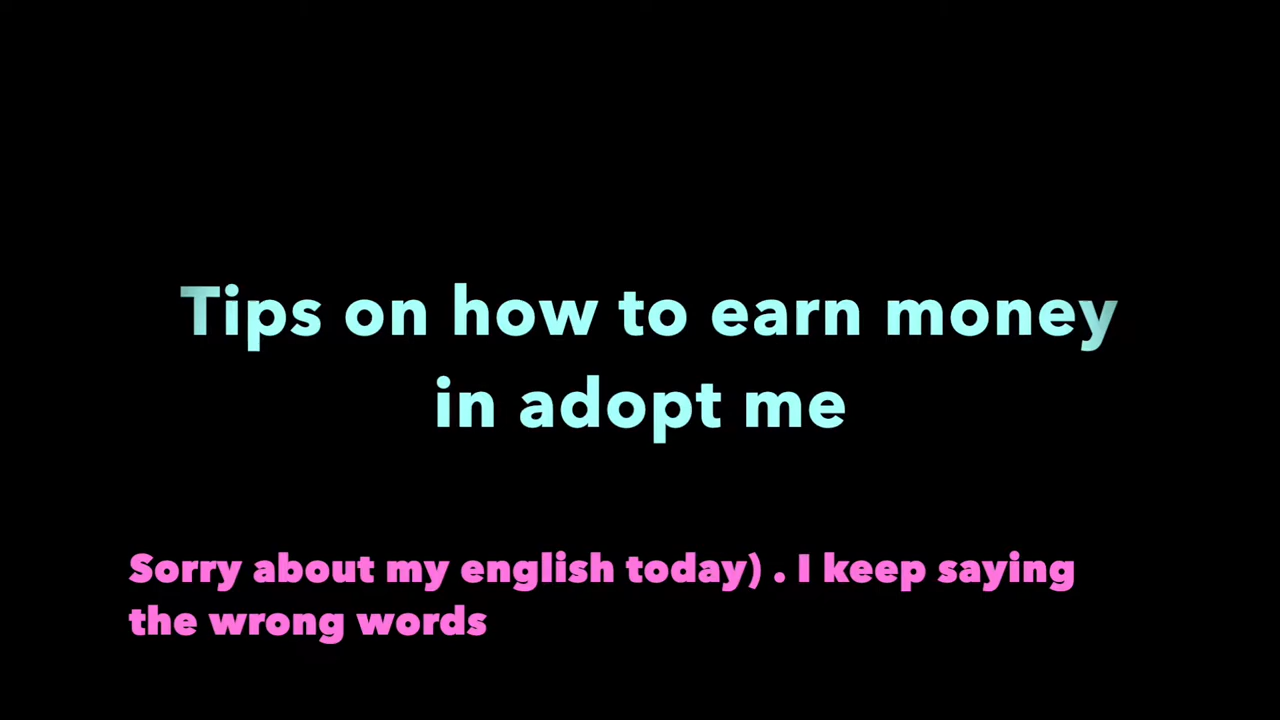 Tips on how to earn money
in adopt me
Sorry about my english today) . I keep saying
the wrong words